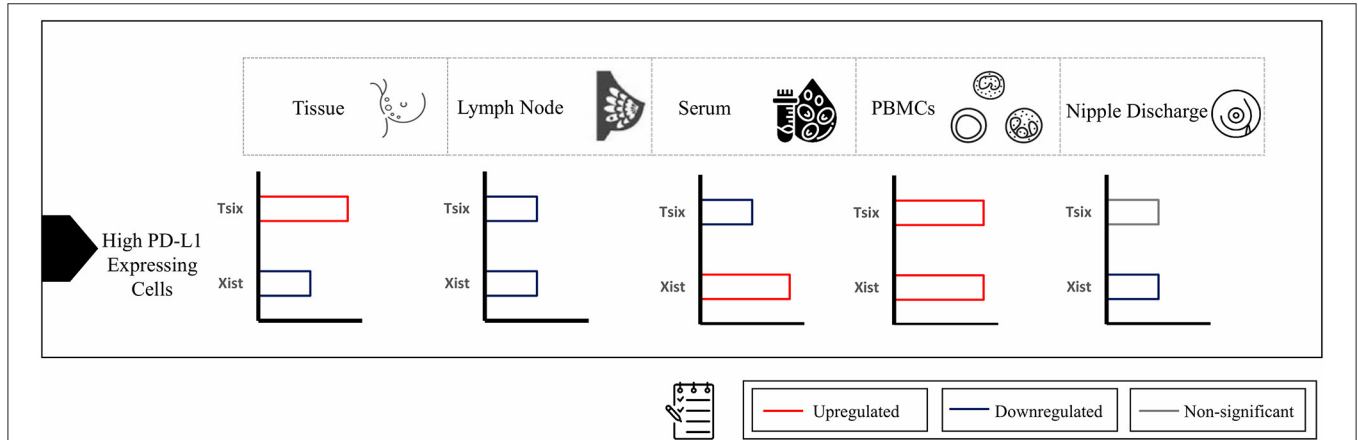 Tissue
Lymph Node
Serum
PBMCs
Nipple Discharge
High PD-L1
Expressing
Cells
Tsix
Xist
Tsix
Xist
Tsix
Xist
Tsix
Xist
Tsix
Xist
Upregulated
Downregulated
Non-significant